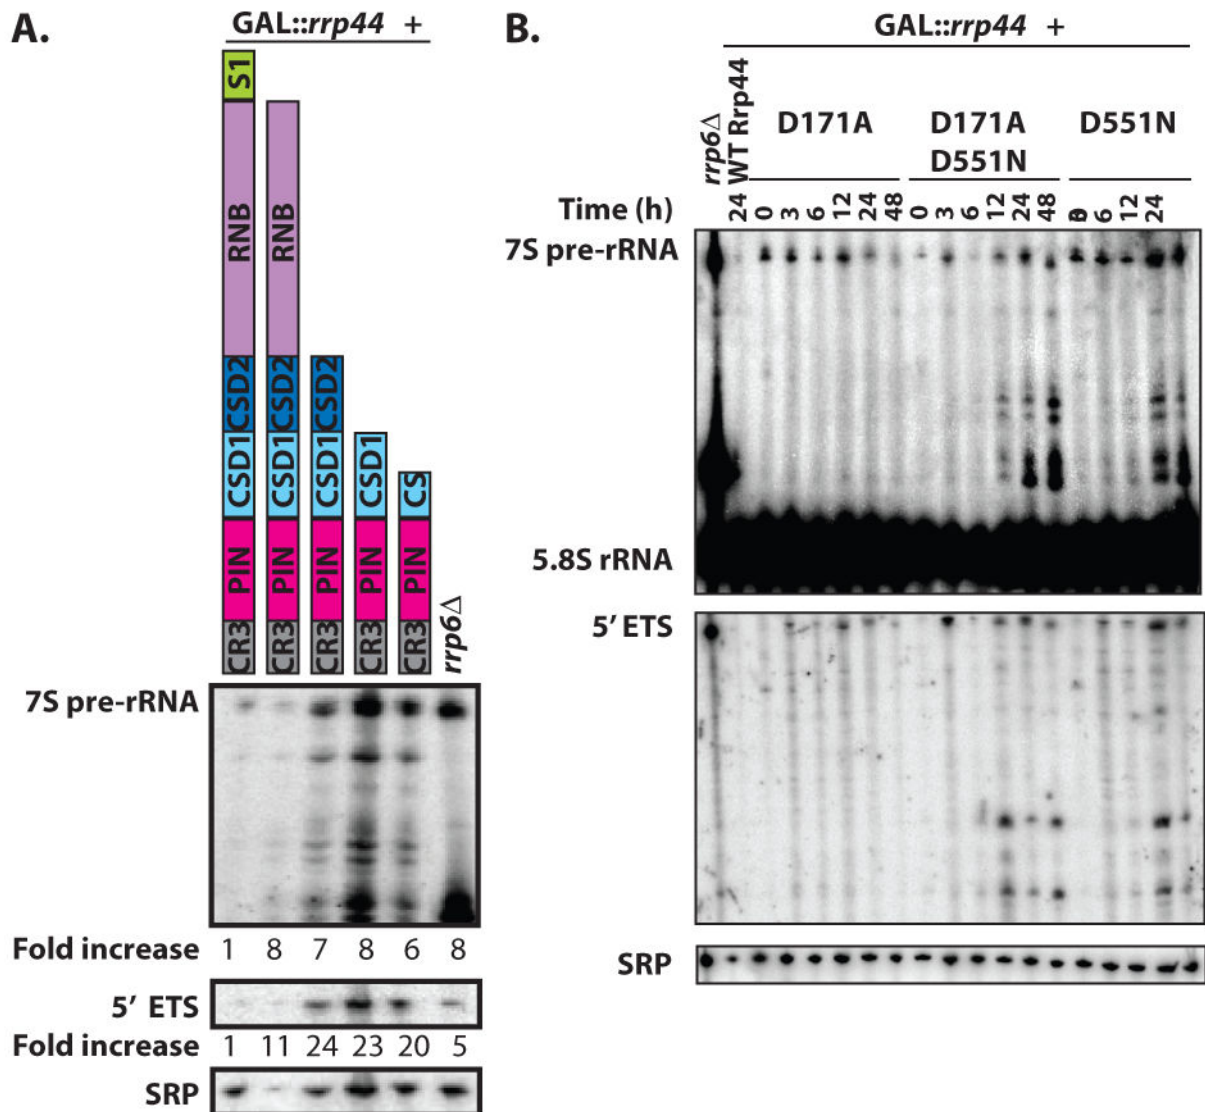 A.
GAL::rrp44 +
S1
RNB RNB
CSD2 CSD2 CSD2
CSD1 CSD1 CSD1 CSD1 CS
PIN PIN PIN PIN PIN
CR3 CR3 CR3 CR3 CR3 rrp6Δ
7S pre-rRNA
Fold increase 1 8 7 8 6 8
5′ ETS
Fold increase 1 11 24 23 20 5
SRP
B.
GAL::rrp44 +
rrp6Δ
WT Rrp44
D171A D171A D551N
D551N
Time (h) 24 0 3 6 12 24 48 0 3 6 12 24 48 0 6 12 24
7S pre-rRNA
5.8S rRNA
5′ ETS
SRP